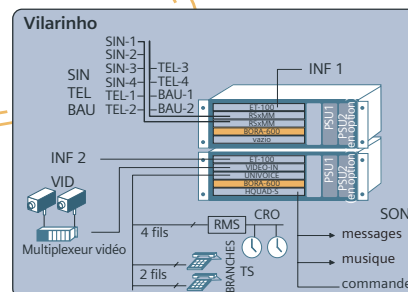 Vilarinho
SIN-1
SIN-2
SIN-3
SIN-4
TEL-1
TEL-2
TEL-3
TEL-4
BAU-1
BAU-2
SIN
TEL
BAU
INF 1
ET-100
RSxMM
RSxMM
BORA-600
vazio
PSU1
PSU2
(en option)
INF 2
ET-100
VIDEO-IN
UNIVOICE
BORA-600
HQUAD-S
PSU1
PSU2
(en option)
VID
Multiplexeur vidéo
4 fils
RMS
CRO
2 fils
BRANCHES
TS
SON
messages
musique
commande